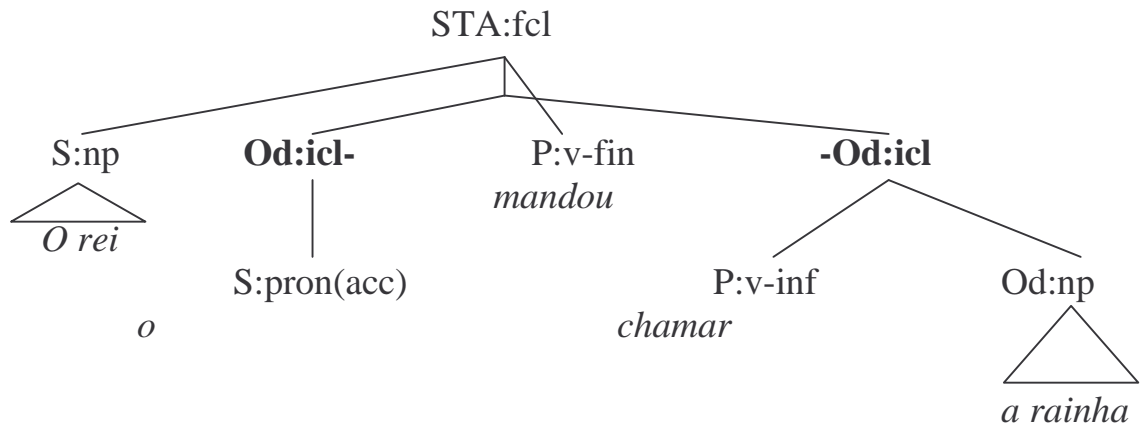 STA:fcl
S:np Od:icl- P:v-fin -Od:icl
mandou
O rei
S:pron(acc) P:v-inf Od:np
o chamar
a rainha